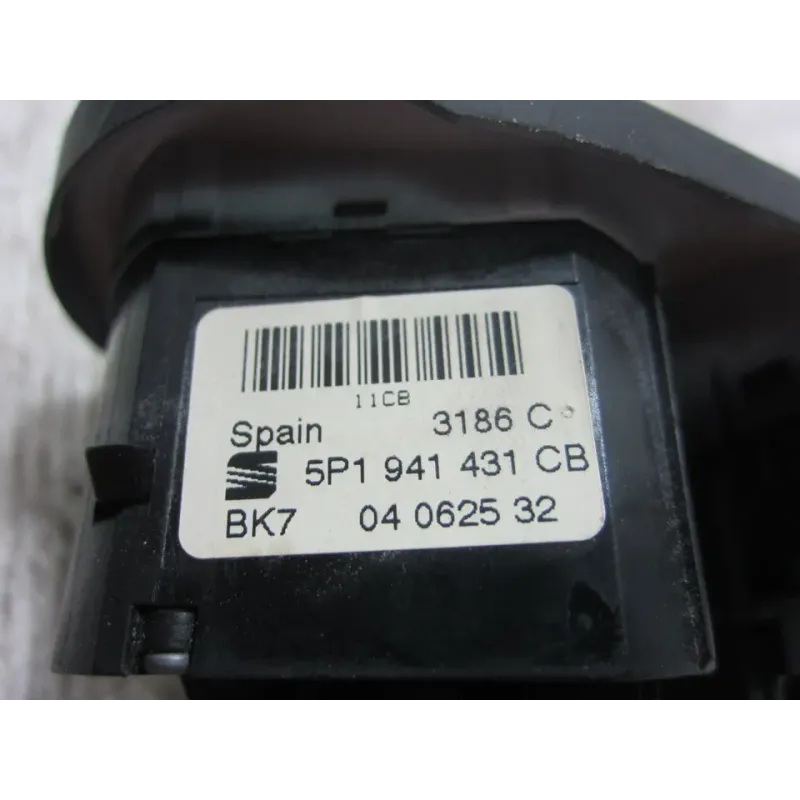 11CB
Spain 3186 C
5P1 941 431 CB
BK7 04 0625 32